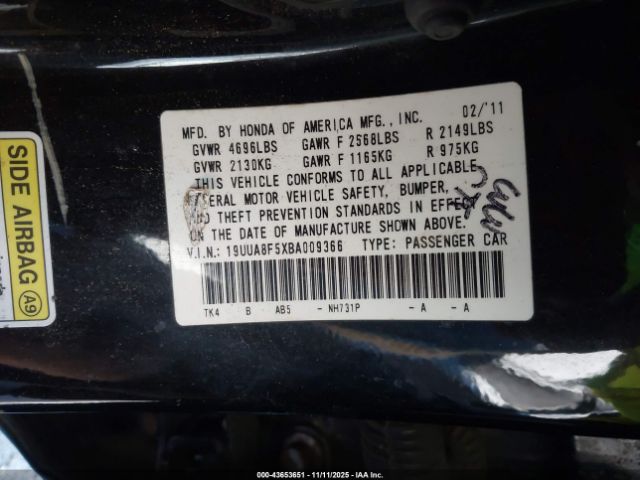 02/'11
MFD. BY HONDA OF AMERICA MFG., INC.
GVWR 4696LBS GAWR F 2568LBS R 2149LBS
GVWR 2130KG GAWR F 1165KG R 975KG
THIS VEHICLE CONFORMS TO ALL APPLICABLE
ERAL MOTOR VEHICLE SAFETY, BUMPER,
THEFT PREVENTION STANDARDS IN EFFECT
ON THE DATE OF MANUFACTURE SHOWN ABOVE.
V.I.N.: 19UUA8F5XBA009366 TYPE: PASSENGER CAR
TK4 B AB5 - NH731P - A - A
SIDE AIRBAG
A9
000-43653651 - 11/11/2025 - IAA Inc.